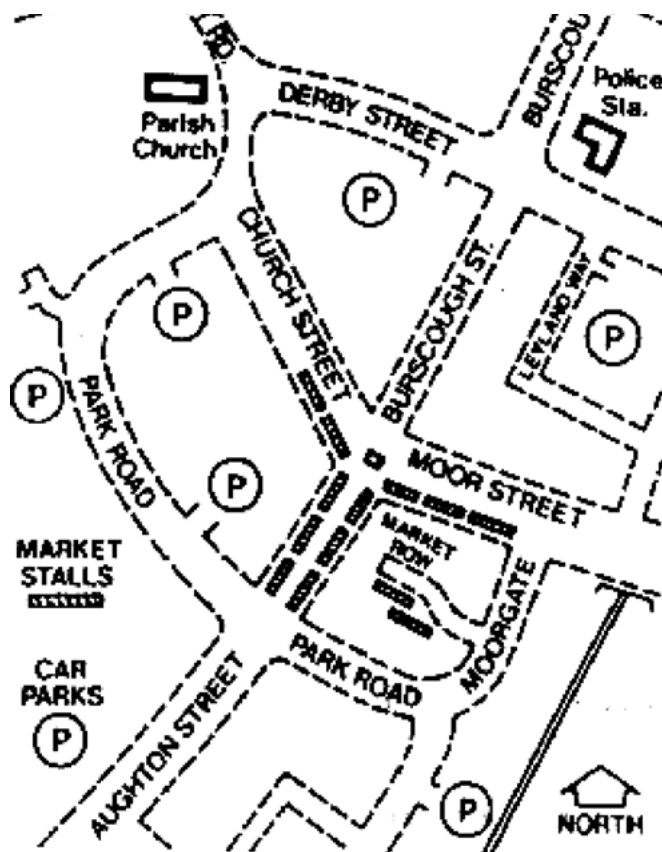 RD.
DERBY STREET
BURSCOU
Police
Sta.
Parish
Church
P
CHURCH STREET
BURSCOUGH ST.
LEYLAND WAY
P
P
P
PARK ROAD
P
MOOR STREET
MARKET
ROW
MARKET
STALLS
MOORGATE
PARK ROAD
CAR
PARKS
P
AUGHTON STREET
P
NORTH